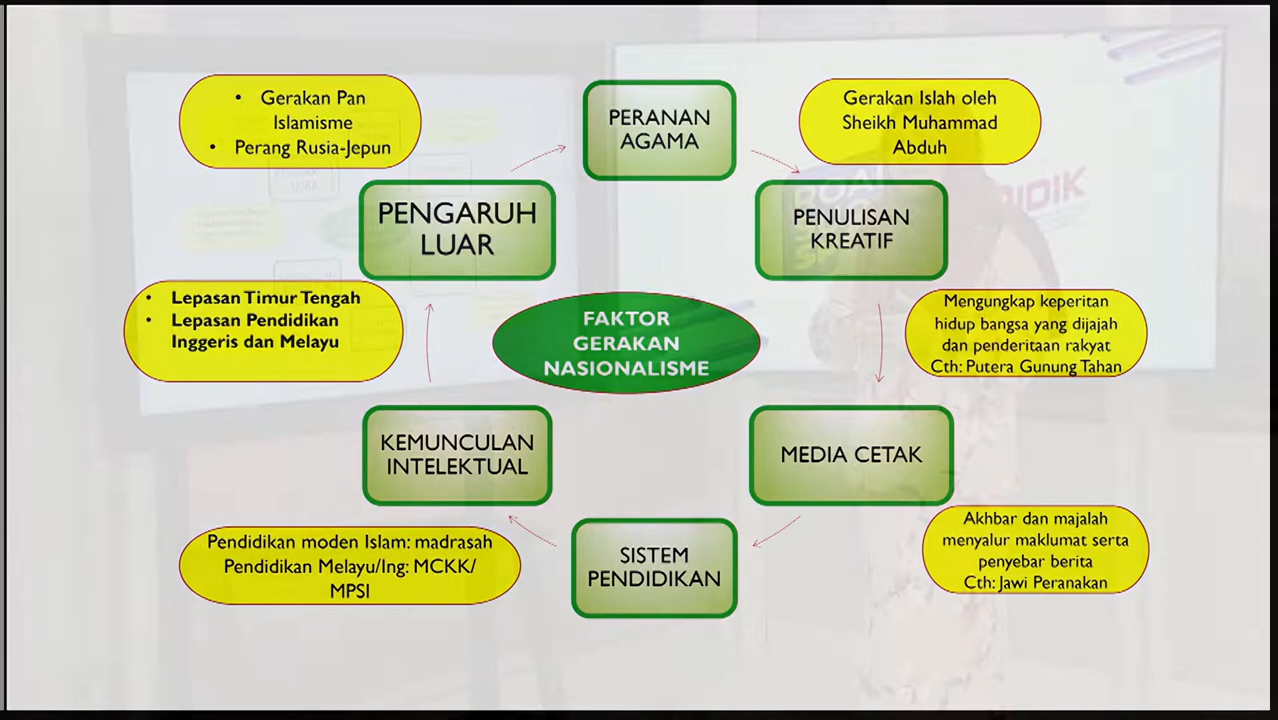 • Gerakan Pan
Islamisme
• Perang Rusia-Jepun
PERANAN
AGAMA
Gerakan Islah oleh
Sheikh Muhammad
Abduh
PENGARUH
LUAR
PENULISAN
KREATIF
• Lepasan Timur Tengah
• Lepasan Pendidikan
Inggeris dan Melayu
FAKTOR
GERAKAN
NASIONALISME
Mengungkap keperitan
hidup bangsa yang dijajah
dan penderitaan rakyat
Cth: Putera Gunung Tahan
KEMUNCULAN
INTELEKTUAL
MEDIA CETAK
Pendidikan moden Islam: madrasah
Pendidikan Melayu/Ing: MCKK/
MPSI
SISTEM
PENDIDIKAN
Akhbar dan majalah
menyalur maklumat serta
penyebar berita
Cth: Jawi Peranakan